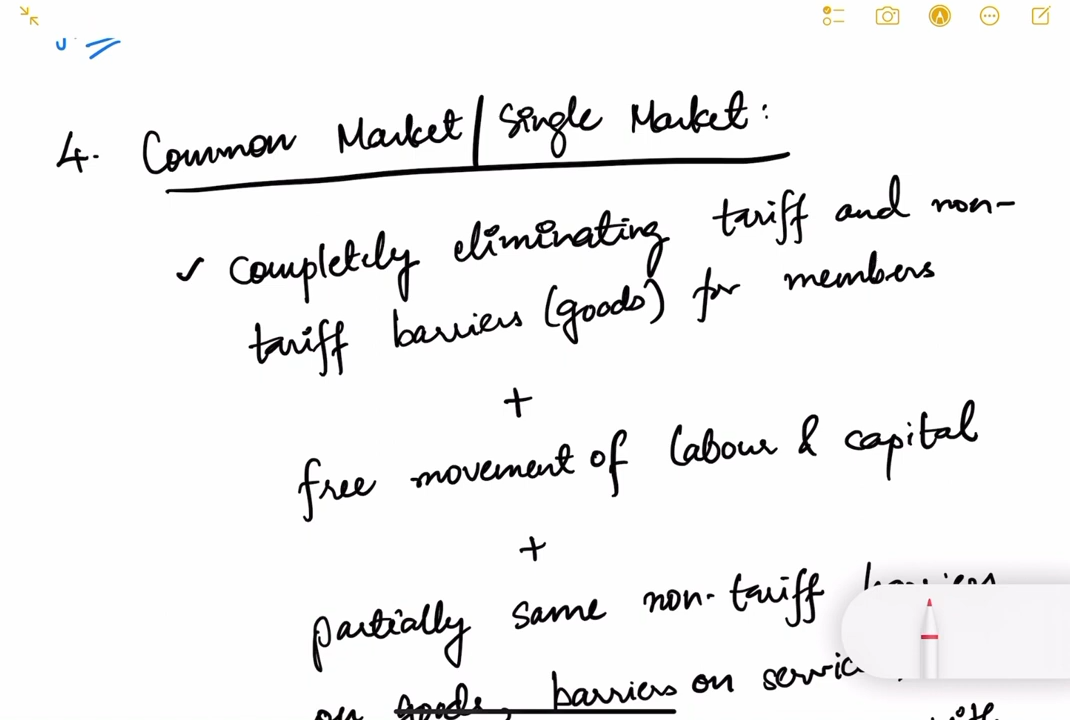 4. Common Market/Single Market:
✓ completely eliminating tariff and non-
tariff barriers (goods) for members
+
free movement of labour & capital
+
partially same non-tariff barriers
on goods, barriers on